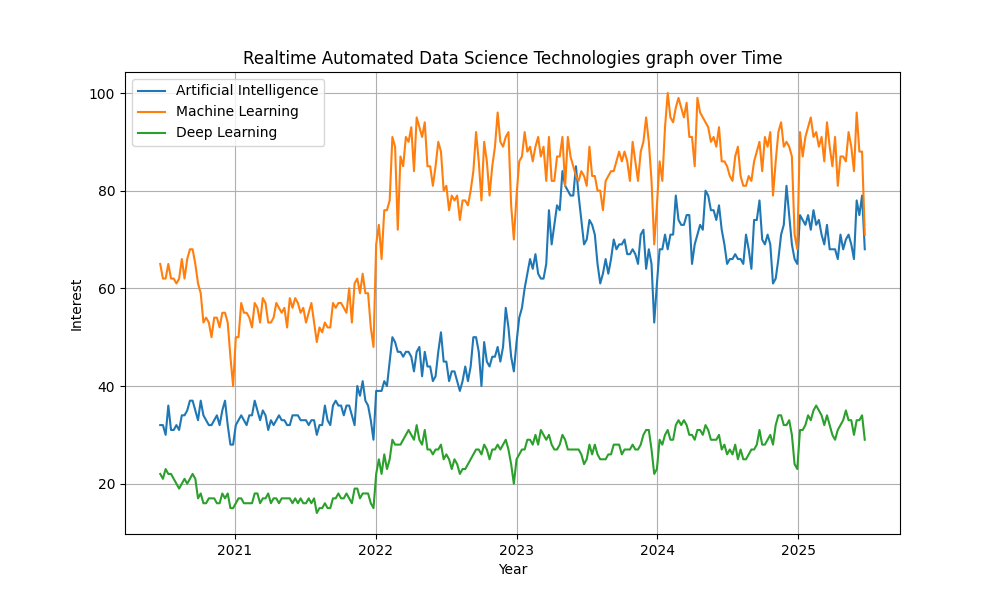 Realtime Automated Data Science Technologies graph over Time
Artificial Intelligence
Machine Learning
Deep Learning
100
80
60
40
20
Interest
2021 2022 2023 2024 2025
Year